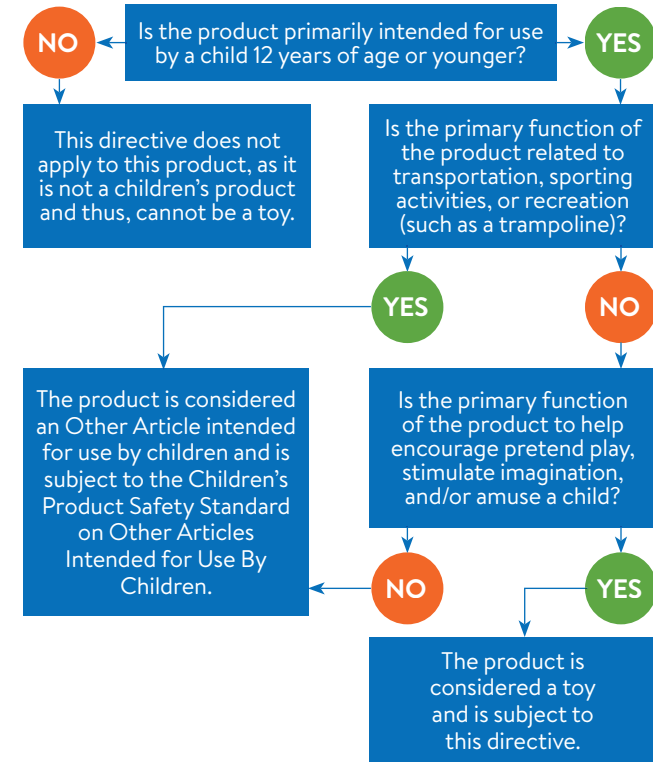 Is the product primarily intended for use
by a child 12 years of age or younger?
NO
YES
This directive does not
apply to this product, as it
is not a children’s product
and thus, cannot be a toy.
Is the primary function of
the product related to
transportation, sporting
activities, or recreation
(such as a trampoline)?
YES
NO
The product is considered
an Other Article intended
for use by children and is
subject to the Children’s
Product Safety Standard
on Other Articles
Intended for Use By
Children.
Is the primary function
of the product to help
encourage pretend play,
stimulate imagination,
and/or amuse a child?
NO
YES
The product is
considered a toy
and is subject to
this directive.